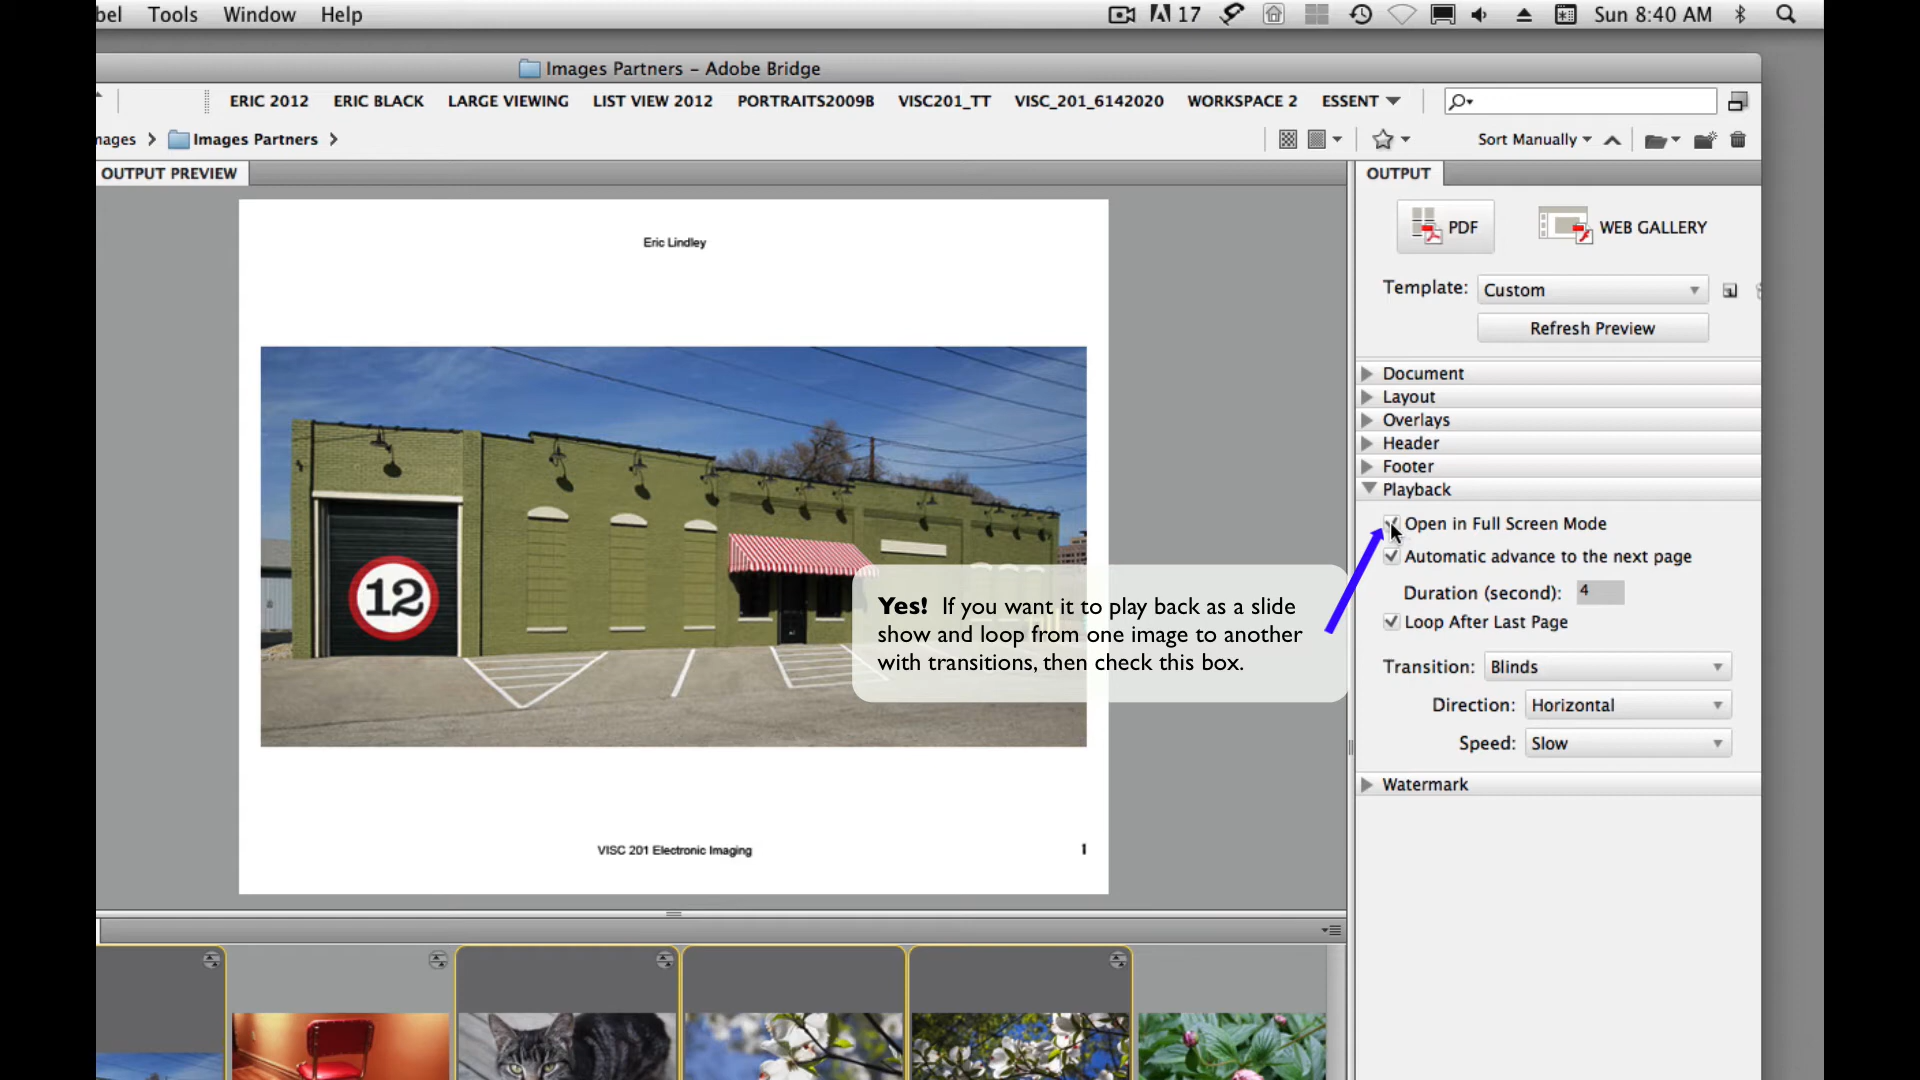 bel Tools Window Help 17 Sun 8:40 AM
Images Partners – Adobe Bridge
ERIC 2012 ERIC BLACK LARGE VIEWING LIST VIEW 2012 PORTRAITS2009B VISC201_TT VISC_201_6142020 WORKSPACE 2 ESSENT
mages Images Partners Sort Manually
OUTPUT PREVIEW
Eric Lindley
12
VISC 201 Electronic Imaging 1
Yes! If you want it to play back as a slide
show and loop from one image to another
with transitions, then check this box.
OUTPUT
PDF WEB GALLERY
Template: Custom
Refresh Preview
Document
Layout
Overlays
Header
Footer
Playback
Open in Full Screen Mode
Automatic advance to the next page
Duration (second): 4
Loop After Last Page
Transition: Blinds
Direction: Horizontal
Speed: Slow
Watermark